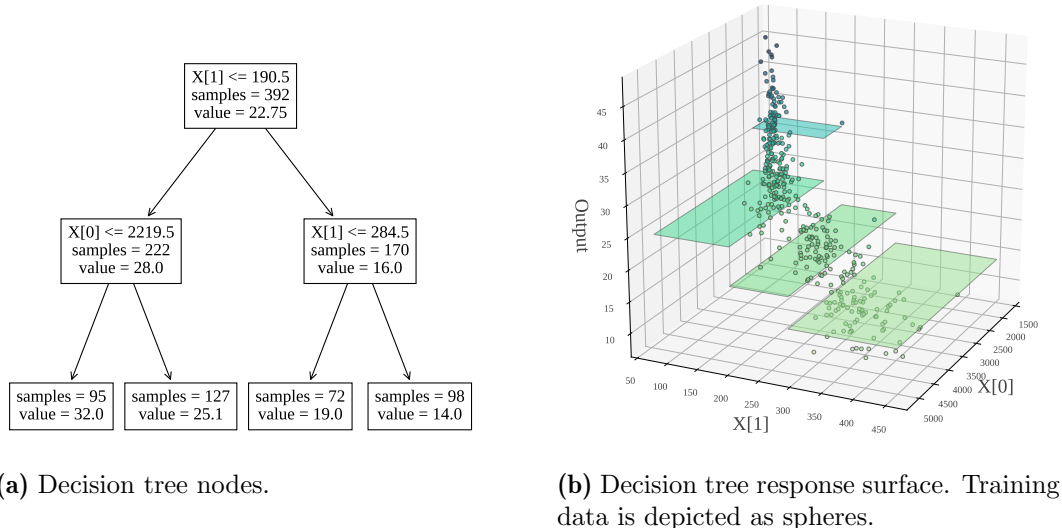 X[1] <= 190.5
samples = 392
value = 22.75
X[0] <= 2219.5
samples = 222
value = 28.0
X[1] <= 284.5
samples = 170
value = 16.0
samples = 95
value = 32.0
samples = 127
value = 25.1
samples = 72
value = 19.0
samples = 98
value = 14.0
(a) Decision tree nodes.
45
40
35
30
25
20
15
10
Output
50
100
150
200
250
300
350
400
450
X[1]
1500
2000
2500
3000
3500
4000
4500
5000
X[0]
(b) Decision tree response surface. Training
data is depicted as spheres.